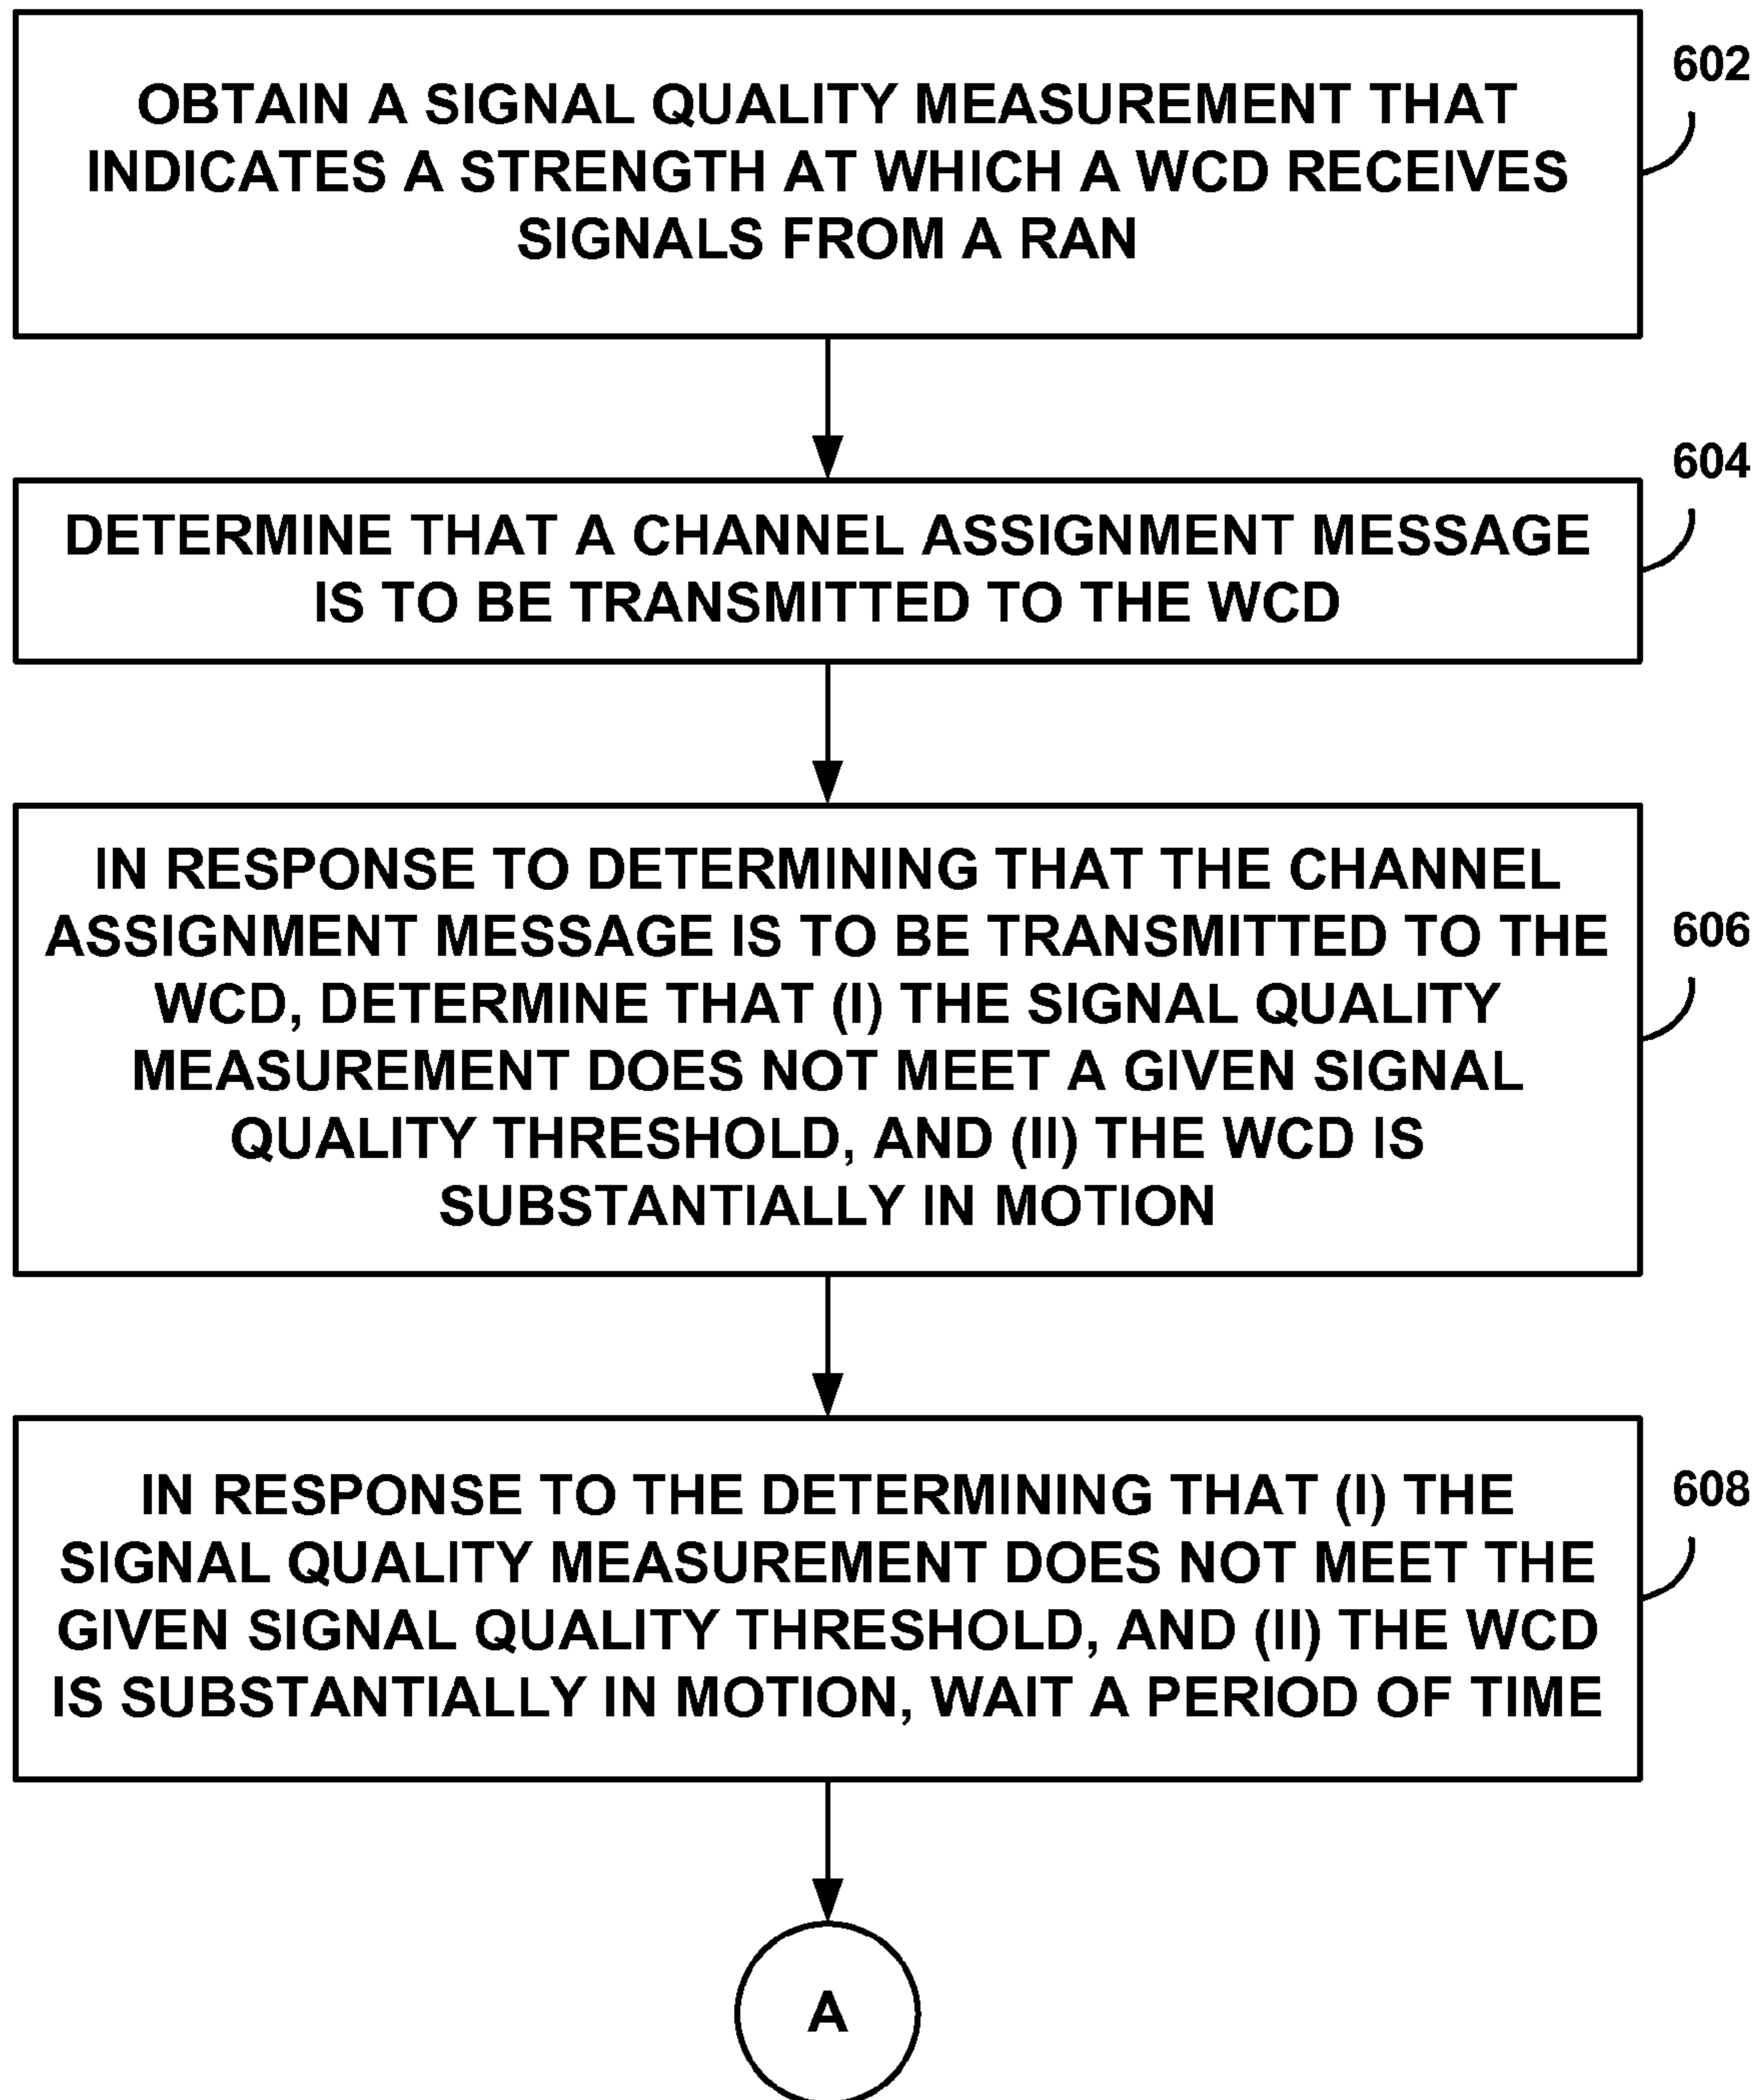 OBTAIN A SIGNAL QUALITY MEASUREMENT THAT
INDICATES A STRENGTH AT WHICH A WCD RECEIVES
SIGNALS FROM A RAN
602
DETERMINE THAT A CHANNEL ASSIGNMENT MESSAGE
IS TO BE TRANSMITTED TO THE WCD
604
IN RESPONSE TO DETERMINING THAT THE CHANNEL
ASSIGNMENT MESSAGE IS TO BE TRANSMITTED TO THE
WCD, DETERMINE THAT (I) THE SIGNAL QUALITY
MEASUREMENT DOES NOT MEET A GIVEN SIGNAL
QUALITY THRESHOLD, AND (II) THE WCD IS
SUBSTANTIALLY IN MOTION
606
IN RESPONSE TO THE DETERMINING THAT (I) THE
SIGNAL QUALITY MEASUREMENT DOES NOT MEET THE
GIVEN SIGNAL QUALITY THRESHOLD, AND (II) THE WCD
IS SUBSTANTIALLY IN MOTION, WAIT A PERIOD OF TIME
608
A